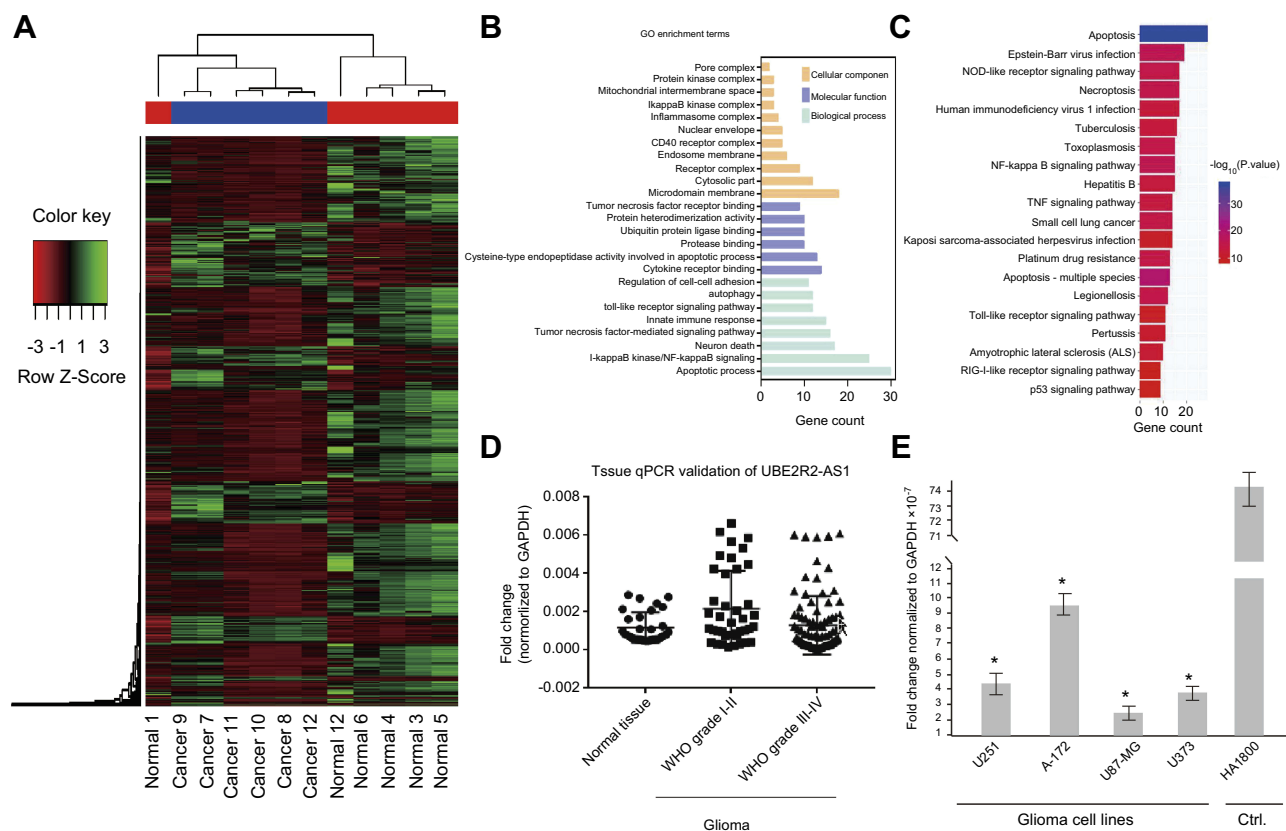 A
Color key
-3 -1 1 3
Row Z-Score
Normal 1
Cancer 9
Cancer 7
Cancer 11
Cancer 10
Cancer 8
Cancer 12
Normal 12
Normal 6
Normal 4
Normal 3
Normal 5
B
GO enrichment terms
Pore complex
Protein kinase complex
Mitochondrial intermembrane space
IkappaB kinase complex
Inflammasome complex
Nuclear envelope
CD40 receptor complex
Endosome membrane
Receptor complex
Cytosolic part
Microdomain membrane
Tumor necrosis factor receptor binding
Protein heterodimerization activity
Ubiquitin protein ligase binding
Protease binding
Cysteine-type endopeptidase activity involved in apoptotic process
Cytokine receptor binding
Regulation of cell-cell adhesion
autophagy
toll-like receptor signaling pathway
Innate immune response
Tumor necrosis factor-mediated signaling pathway
Neuron death
I-kappaB kinase/NF-kappaB signaling
Apoptotic process
Cellular componen
Molecular function
Biological process
0 10 20 30
Gene count
C
Apoptosis
Epstein-Barr virus infection
NOD-like receptor signaling pathway
Necroptosis
Human immunodeficiency virus 1 infection
Tuberculosis
Toxoplasmosis
NF-kappa B signaling pathway
Hepatitis B
TNF signaling pathway
Small cell lung cancer
Kaposi sarcoma-associated herpesvirus infection
Platinum drug resistance
Apoptosis - multiple species
Legionellosis
Toll-like receptor signaling pathway
Pertussis
Amyotrophic lateral sclerosis (ALS)
RIG-I-like receptor signaling pathway
p53 signaling pathway
0 10 20
Gene count
-log10(P.value)
30
20
10
D
Tssue qPCR validation of UBE2R2-AS1
Fold change
(normorlized to GAPDH)
0.008
0.006
0.004
0.002
0.000
-0.002
Normal tissue
WHO grade I-II
WHO grade III-IV
Glioma
E
Fold change normalized to GAPDH ×10-7
74
73
72
71
12
11
10
9
8
7
6
5
4
3
2
1
*
*
*
*
U251
A-172
U87-MG
U373
HA1800
Glioma cell lines
Ctrl.